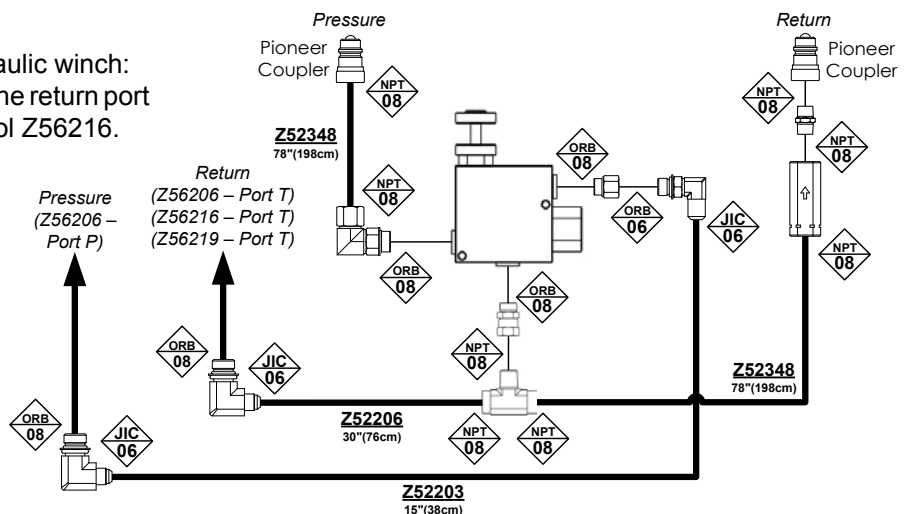 Pressure
Return
Pioneer
Coupler
Pioneer
Coupler
aulic winch:
ne return port
ol Z56216.
NPT
08
NPT
08
Z52348
78"(198cm)
ORB
08
NPT
08
Return
(Z56206 – Port T)
(Z56216 – Port T)
(Z56219 – Port T)
NPT
08
Pressure
(Z56206 –
Port P)
ORB
06
JIC
06
ORB
08
NPT
08
ORB
08
NPT
08
ORB
08
JIC
06
Z52348
78"(198cm)
Z52206
30"(76cm)
ORB
08
JIC
06
NPT
08
NPT
08
Z52203
15"(38cm)